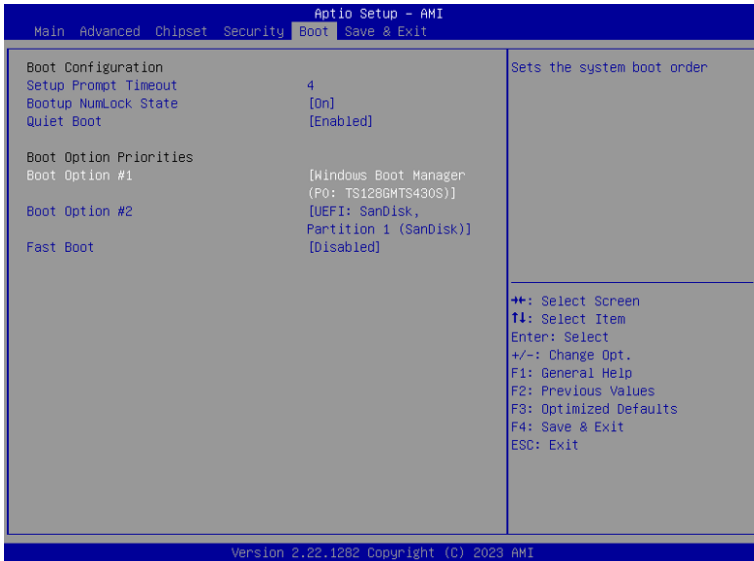 Aptio Setup – AMI
Main Advanced Chipset Security Boot Save & Exit
Boot Configuration
Setup Prompt Timeout 4
Bootup NumLock State [On]
Quiet Boot [Enabled]
Boot Option Priorities
Boot Option #1 [Windows Boot Manager
(P0: TS128GMTS430S)]
Boot Option #2 [UEFI: SanDisk,
Partition 1 (SanDisk)]
Fast Boot [Disabled]
Sets the system boot order
→←: Select Screen
↑↓: Select Item
Enter: Select
+/-: Change Opt.
F1: General Help
F2: Previous Values
F3: Optimized Defaults
F4: Save & Exit
ESC: Exit
Version 2.22.1282 Copyright (C) 2023 AMI